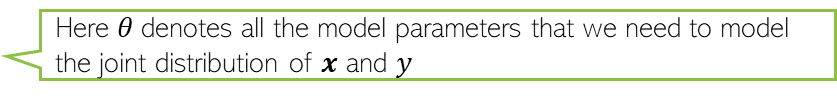 Here θ denotes all the model parameters that we need to model
the joint distribution of x and y